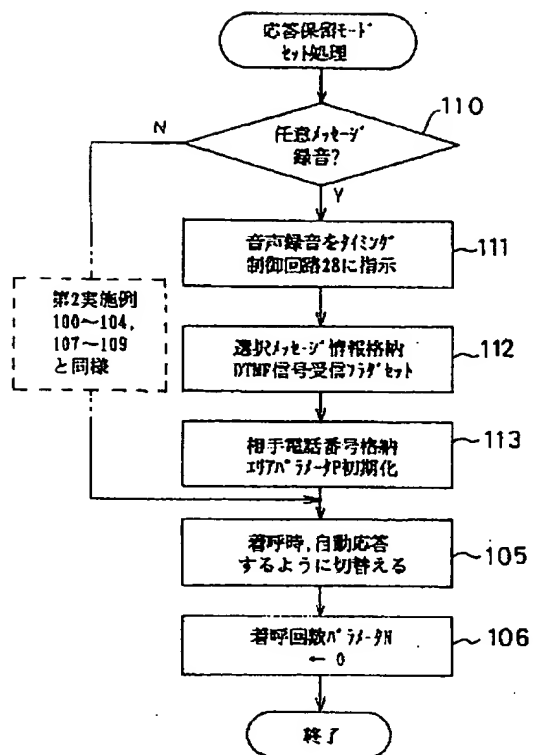 応答保留モード
セット処理
110
N
任意メッセージ
録音?
Y
音声録音をタイミング
制御回路28に指示
111
第2実施例
100〜104,
107〜109
と同様
選択メッセージ情報格納
DTMF信号受信フラグセット
112
相手電話番号格納
エリアパラメータP初期化
113
着呼時,自動応答
するように切替える
105
着呼回数パラメータN
← 0
106
終了